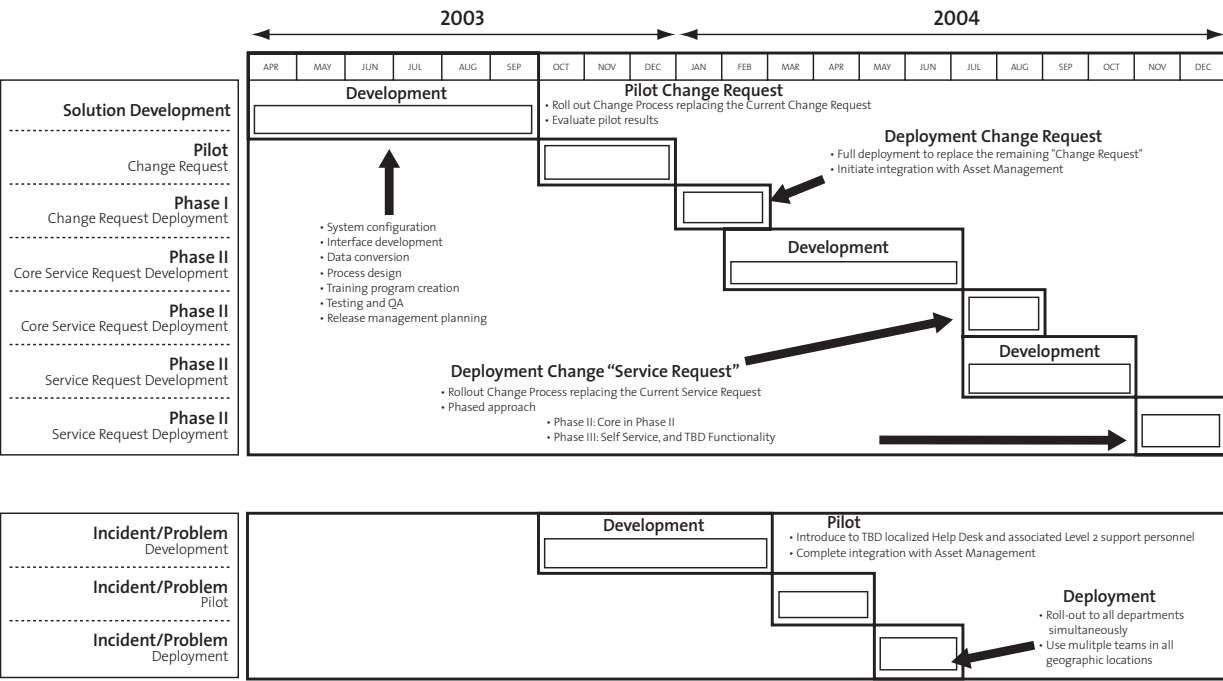 2003
2004
APR MAY JUN JUL AUG SEP OCT NOV DEC JAN FEB MAR APR MAY JUN JUL AUG SEP OCT NOV DEC
Solution Development
Development
Pilot Change Request
• Roll out Change Process replacing the Current Change Request
• Evaluate pilot results
Pilot
Change Request
Deployment Change Request
• Full deployment to replace the remaining "Change Request"
• Initiate integration with Asset Management
Phase I
Change Request Deployment
• System configuration
• Interface development
• Data conversion
• Process design
• Training program creation
• Testing and QA
• Release management planning
Phase II
Core Service Request Development
Development
Phase II
Core Service Request Deployment
Phase II
Service Request Development
Development
Deployment Change “Service Request”
• Rollout Change Process replacing the Current Service Request
• Phased approach
• Phase II: Core in Phase II
• Phase III: Self Service, and TBD Functionality
Phase II
Service Request Deployment
Incident/Problem
Development
Development
Pilot
• Introduce to TBD localized Help Desk and associated Level 2 support personnel
• Complete integration with Asset Management
Incident/Problem
Pilot
Deployment
• Roll-out to all departments
simultaneously
• Use mulitple teams in all
geographic locations
Incident/Problem
Deployment